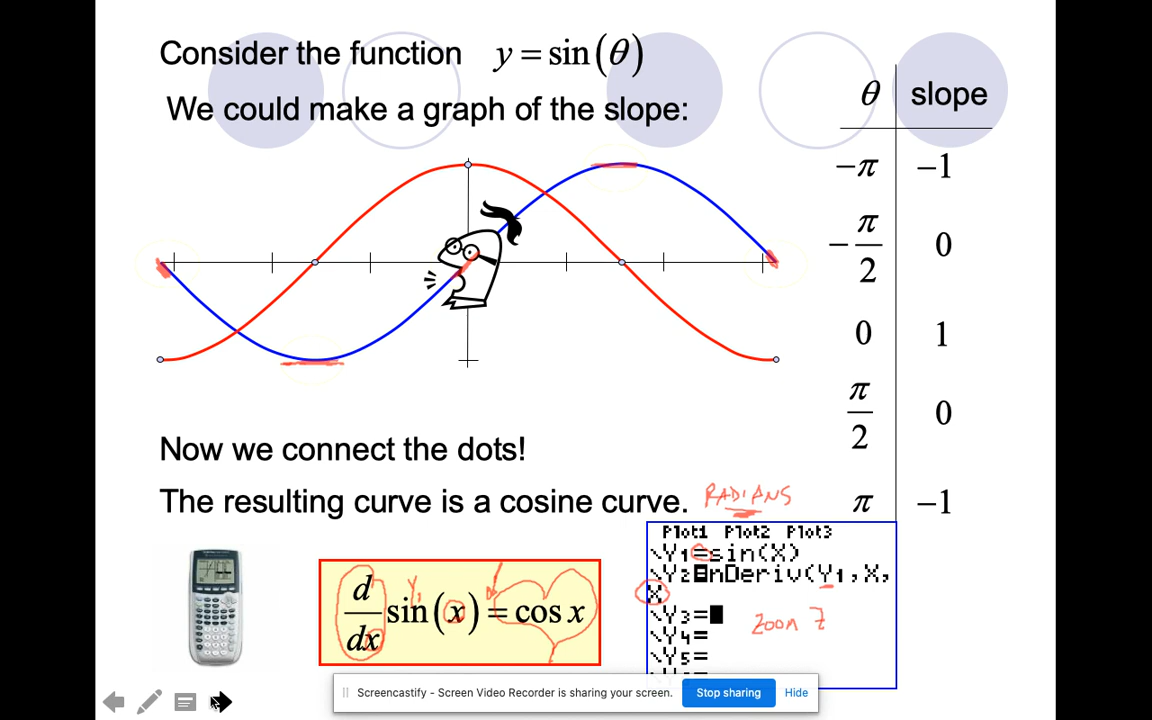 Consider the function y = sin(θ)
We could make a graph of the slope:
θ slope
−π −1
−π/2 0
0 1
π/2 0
π −1
Now we connect the dots!
The resulting curve is a cosine curve. RADIANS
d/dx sin(x) = cos x
Y₁
Plot1 Plot2 Plot3
\Y₁=sin(X)
\Y₂=nDeriv(Y₁,X,
X
\Y₃=
\Y₄=
\Y₅=
ZOOM 7
Screencastify - Screen Video Recorder is sharing your screen. Stop sharing Hide